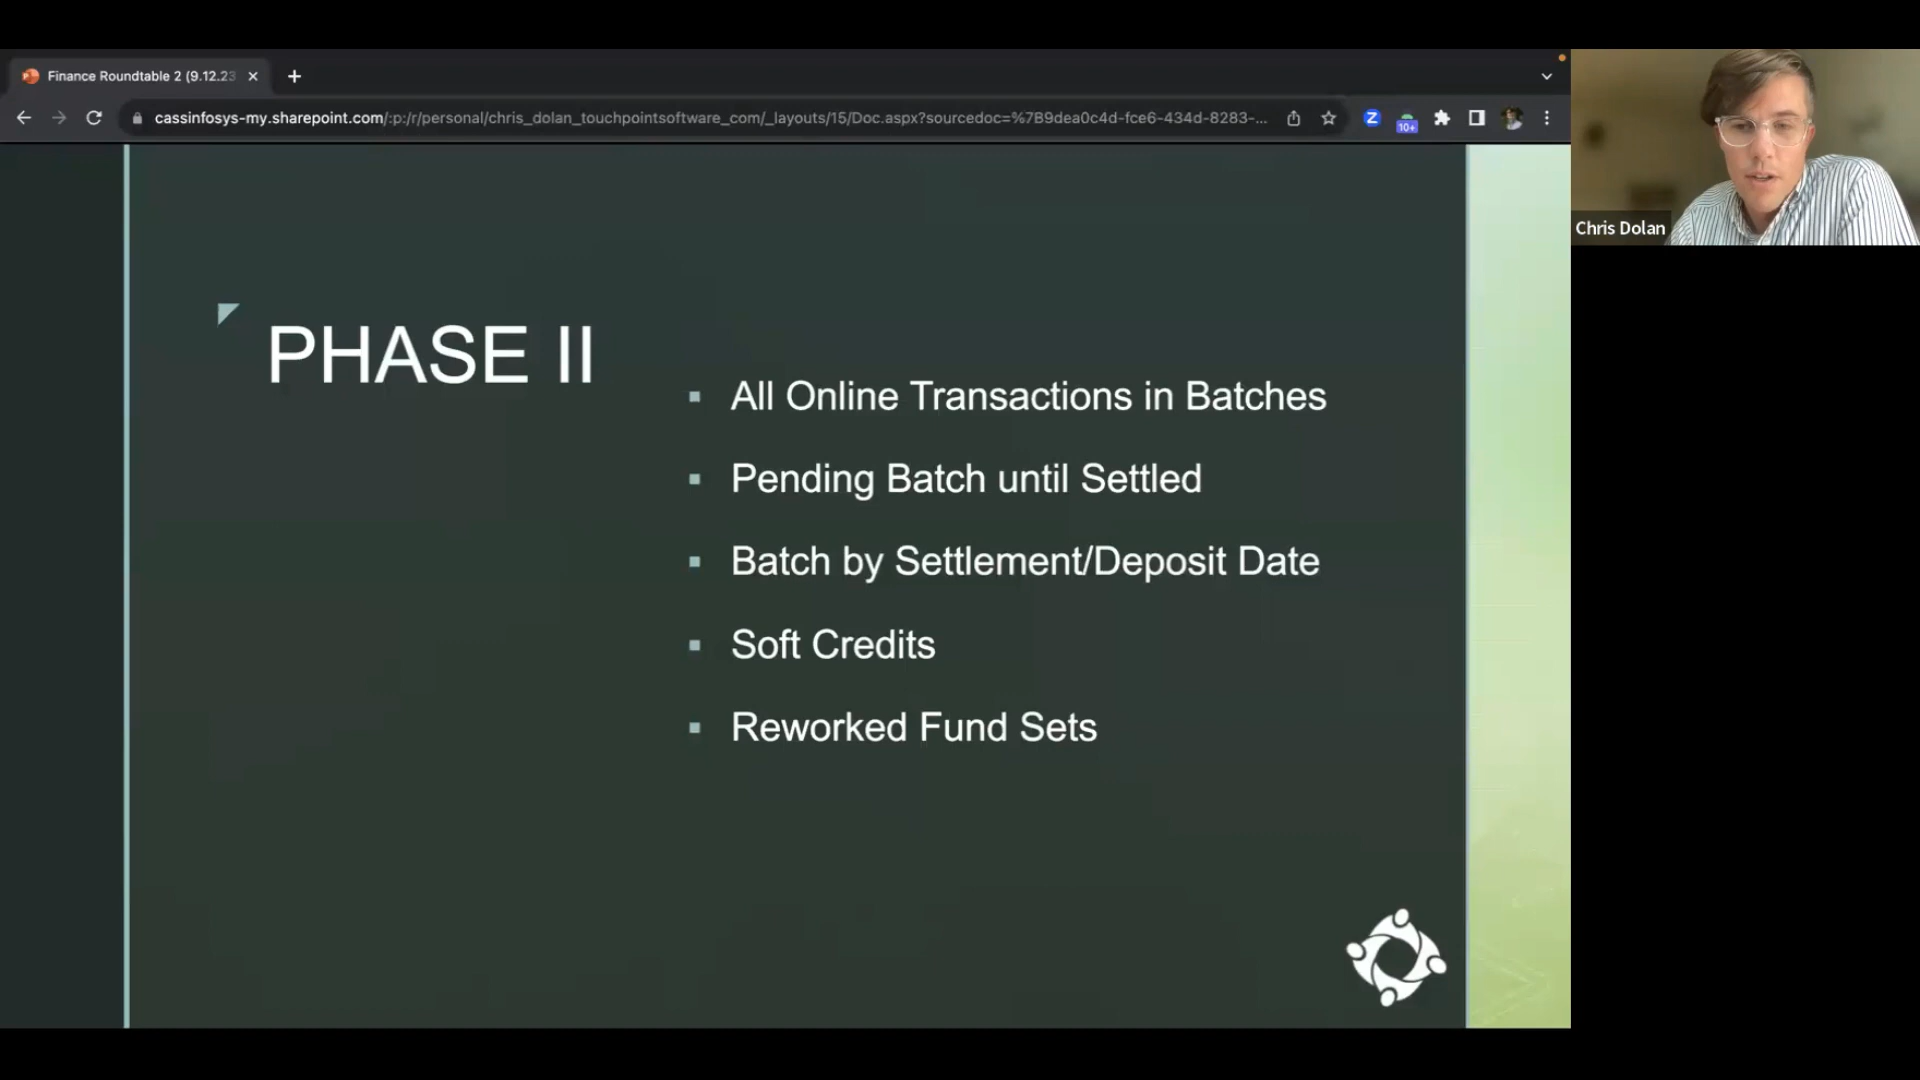 Finance Roundtable 2 (9.12.23
cassinfosys-my.sharepoint.com/:p:/r/personal/chris_dolan_touchpointsoftware_com/_layouts/15/Doc.aspx?sourcedoc=%7B9dea0c4d-fce6-434d-8283-...
Z
10+
Chris Dolan
PHASE II
All Online Transactions in Batches
Pending Batch until Settled
Batch by Settlement/Deposit Date
Soft Credits
Reworked Fund Sets